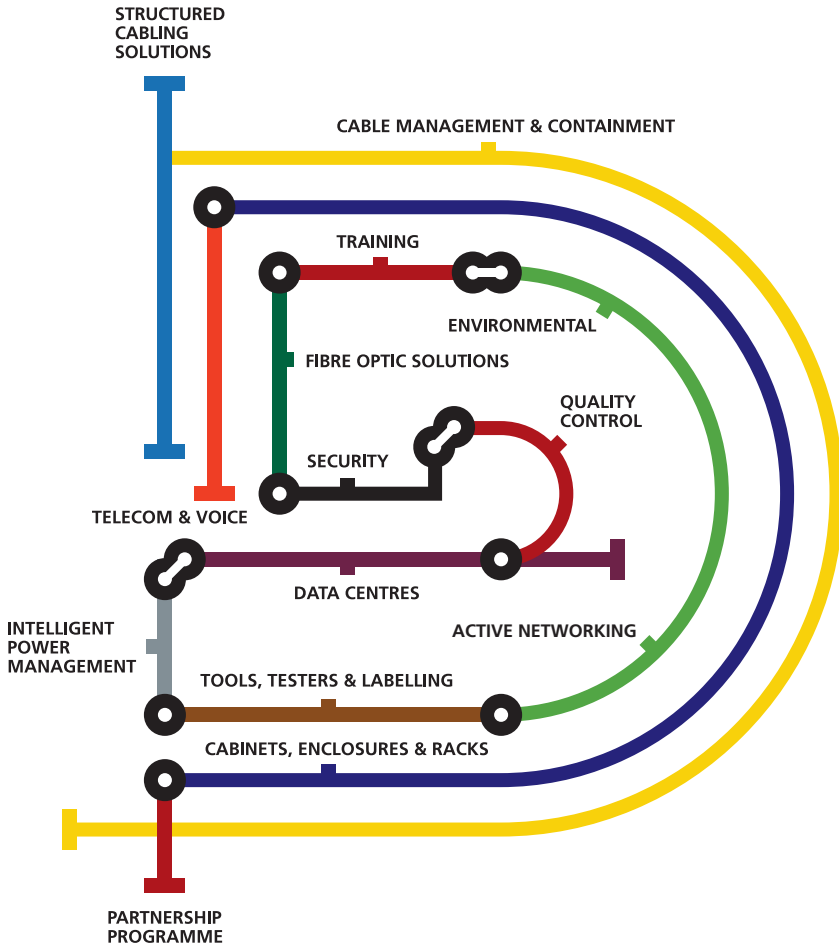 STRUCTURED
CABLING
SOLUTIONS
CABLE MANAGEMENT & CONTAINMENT
TRAINING
ENVIRONMENTAL
FIBRE OPTIC SOLUTIONS
QUALITY
CONTROL
SECURITY
TELECOM & VOICE
DATA CENTRES
INTELLIGENT
POWER
MANAGEMENT
ACTIVE NETWORKING
TOOLS, TESTERS & LABELLING
CABINETS, ENCLOSURES & RACKS
PARTNERSHIP
PROGRAMME